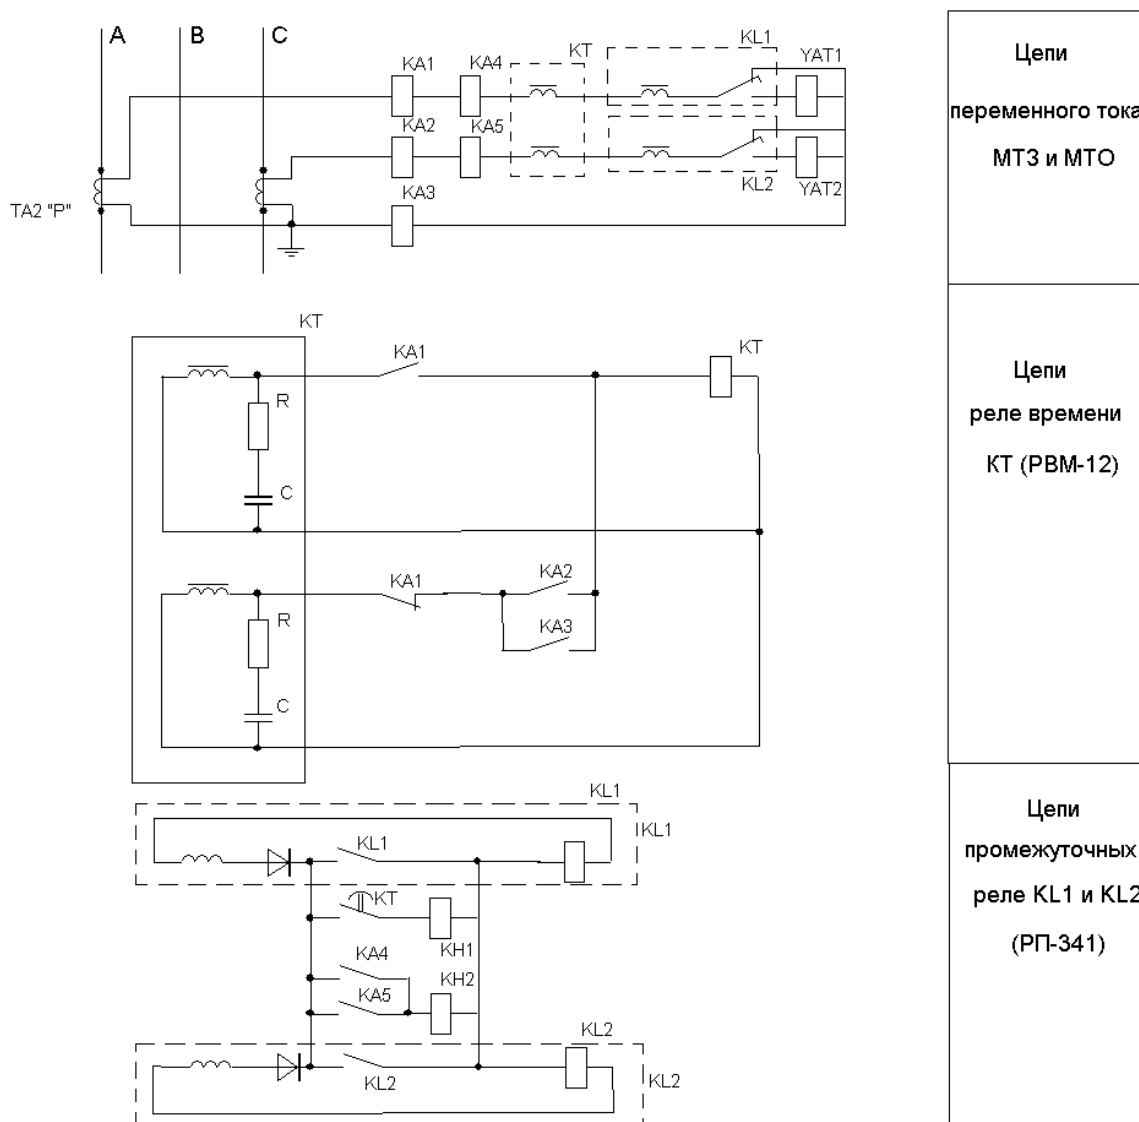 A B C
KT
KL1
YAT1
KA1 KA4
KA2 KA5
KL2
YAT2
KA3
TA2 "P"
Цепи
переменного тока
МТЗ и МТО
KT
KA1
KT
R
C
KA1
KA2
KA3
R
C
Цепи
реле времени
КТ (РВМ-12)
KL1
KL1
KL1
KT
KH1
KA4
KH2
KA5
KL2
KL2
KL2
Цепи
промежуточных
реле KL1 и KL2
(РП-341)